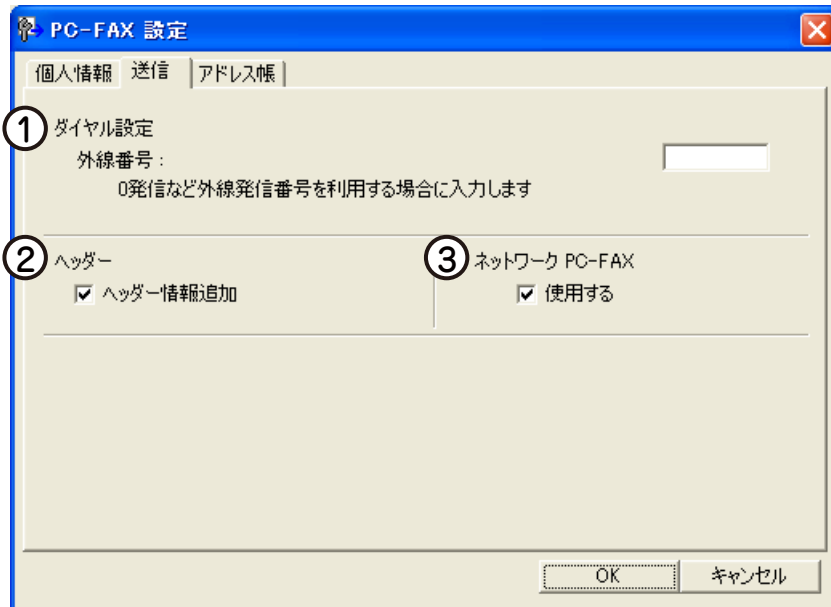 PC-FAX 設定
個人情報 送信 アドレス帳
① ダイヤル設定
外線番号 :
0発信など外線発信番号を利用する場合に入力します
② ヘッダー
ヘッダー情報追加
③ ネットワーク PC-FAX
使用する
OK キャンセル